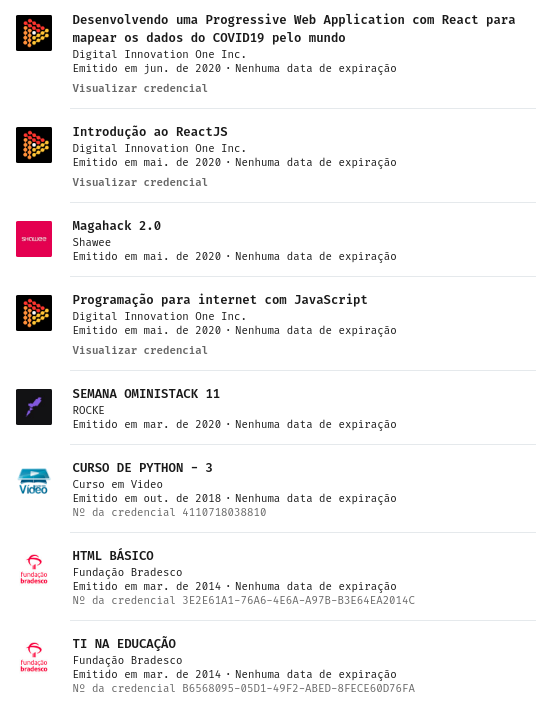 Desenvolvendo uma Progressive Web Application com React para
mapear os dados do COVID19 pelo mundo
Digital Innovation One Inc.
Emitido em jun. de 2020 · Nenhuma data de expiração
Visualizar credencial
Introdução ao ReactJS
Digital Innovation One Inc.
Emitido em mai. de 2020 · Nenhuma data de expiração
Visualizar credencial
SHAWEE
Magahack 2.0
Shawee
Emitido em mai. de 2020 · Nenhuma data de expiração
Programação para internet com JavaScript
Digital Innovation One Inc.
Emitido em mai. de 2020 · Nenhuma data de expiração
Visualizar credencial
SEMANA OMINISTACK 11
ROCKE
Emitido em mar. de 2020 · Nenhuma data de expiração
Vídeo
CURSO DE PYTHON - 3
Curso em Video
Emitido em out. de 2018 · Nenhuma data de expiração
Nº da credencial 4110718038810
fundação
bradesco
HTML BÁSICO
Fundação Bradesco
Emitido em mar. de 2014 · Nenhuma data de expiração
Nº da credencial 3E2E61A1-76A6-4E6A-A97B-B3E64EA2014C
fundação
bradesco
TI NA EDUCAÇÃO
Fundação Bradesco
Emitido em mar. de 2014 · Nenhuma data de expiração
Nº da credencial B6568095-05D1-49F2-ABED-8FECE60D76FA